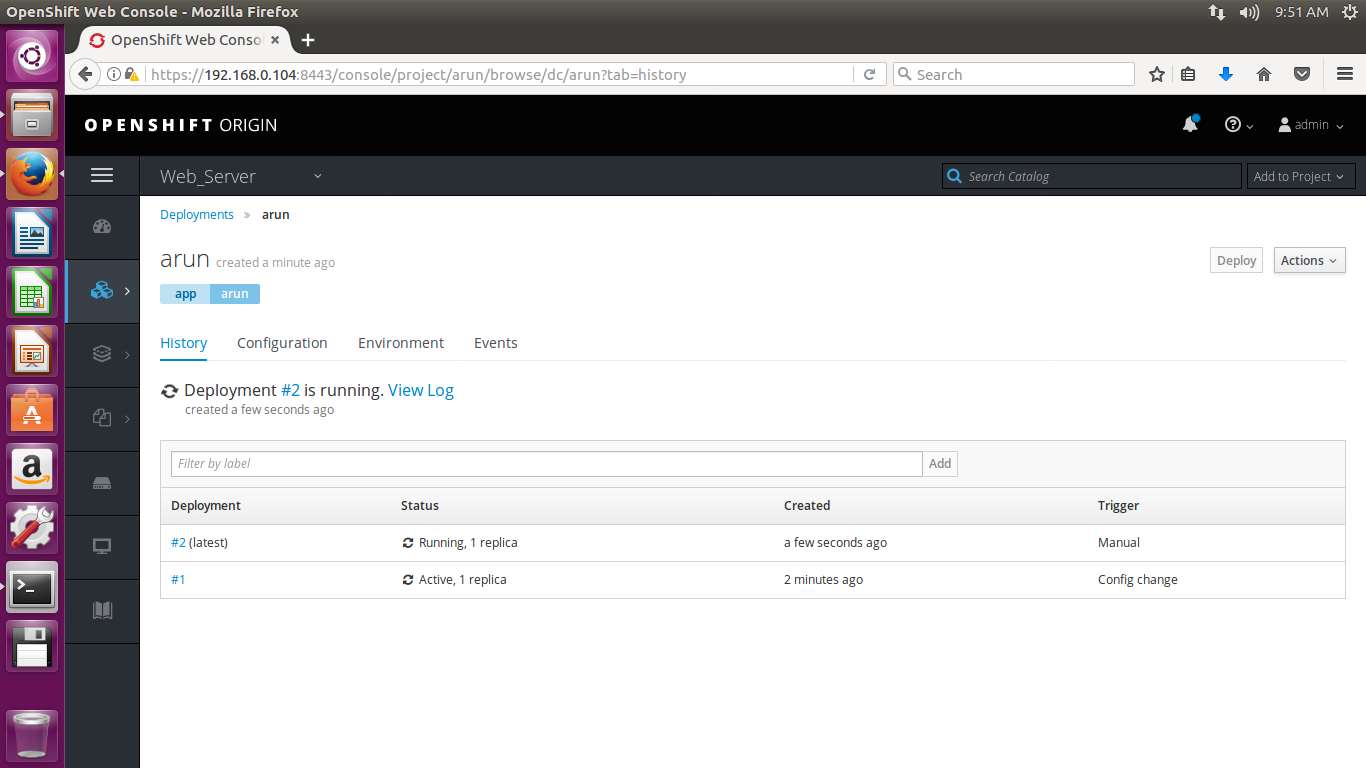 OpenShift Web Console - Mozilla Firefox
9:51 AM
OpenShift Web Conso
https://192.168.0.104:8443/console/project/arun/browse/dc/arun?tab=history
Search
OPENSHIFT ORIGIN
admin
Web_Server
Search Catalog
Add to Project
Deployments » arun
arun created a minute ago
Deploy
Actions
app arun
History Configuration Environment Events
Deployment #2 is running. View Log
created a few seconds ago
Filter by label
Add
Deployment Status Created Trigger
#2 (latest) Running, 1 replica a few seconds ago Manual
#1 Active, 1 replica 2 minutes ago Config change